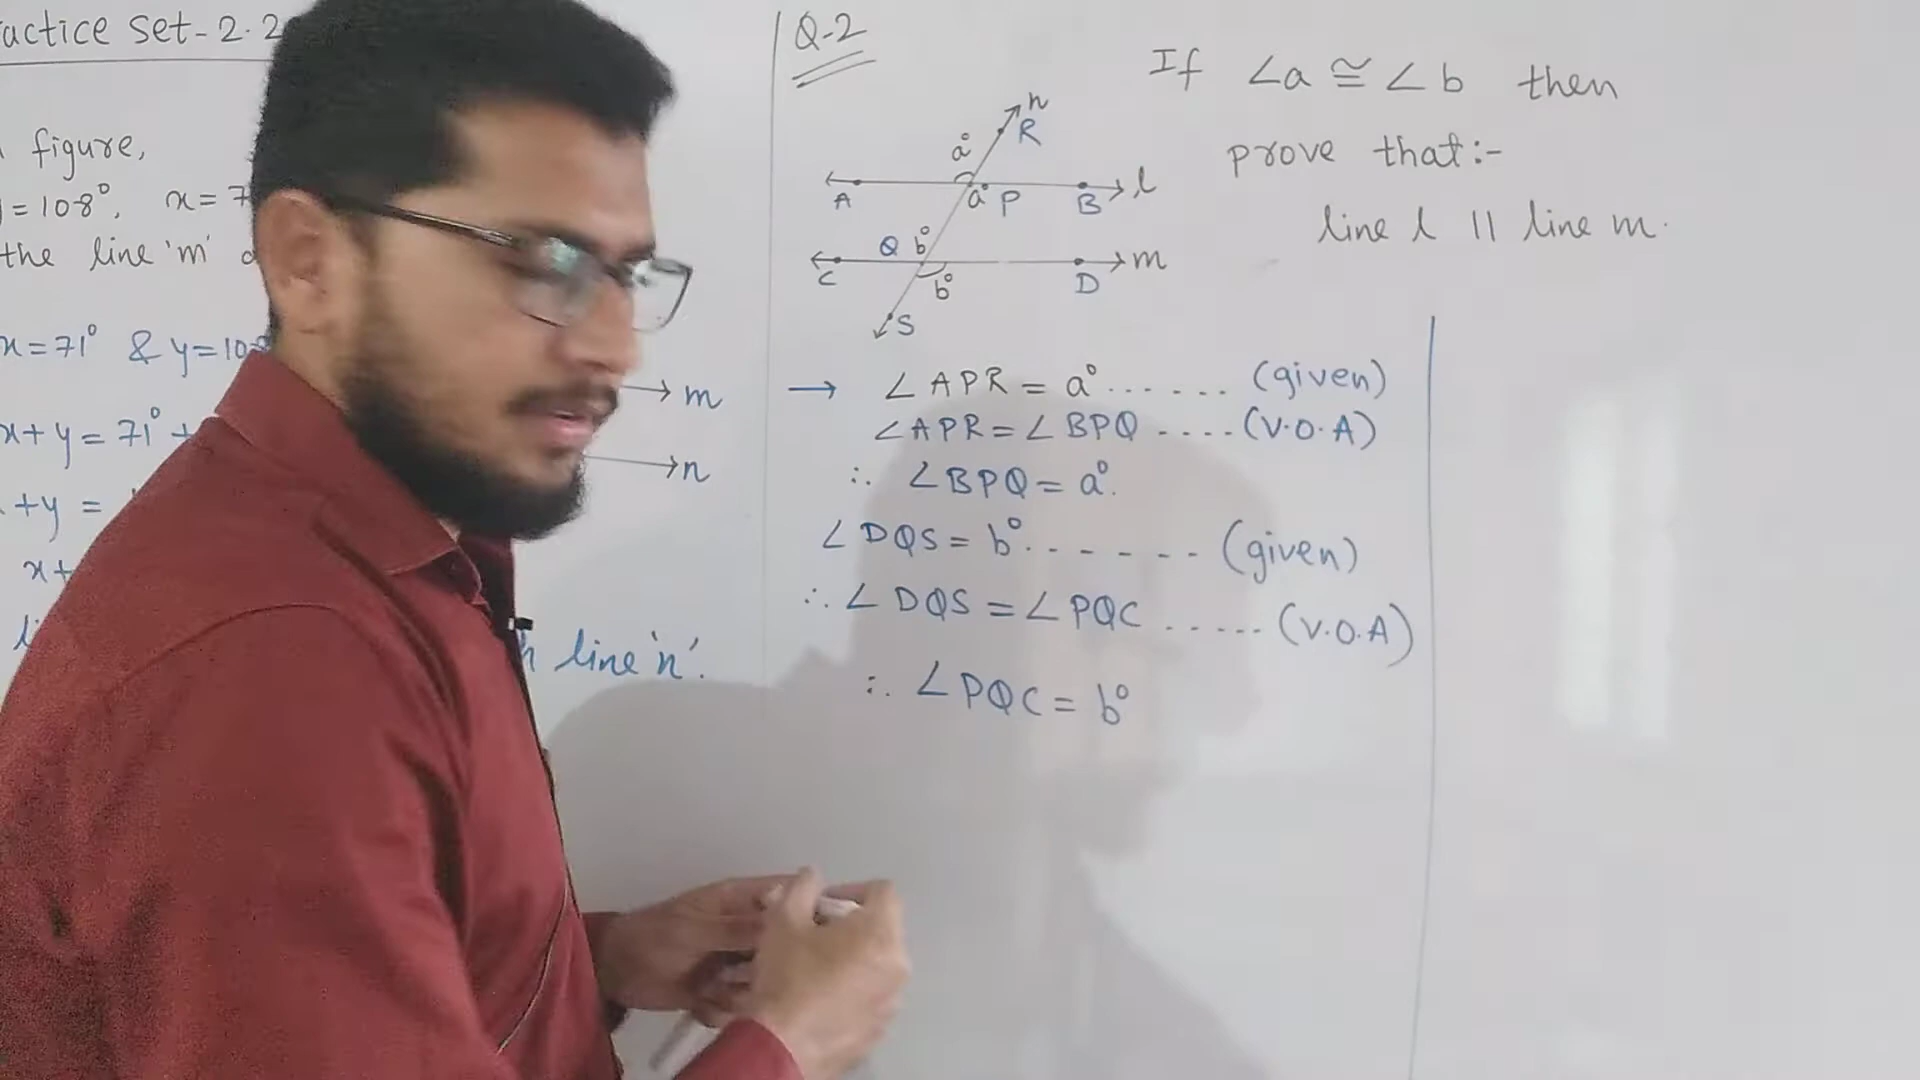 actice set-2.2
figure,
= 108°, x = 7
the line 'm'
x = 71° & y = 10
x + y = 71° +
+ y =
x +
m
n
line 'n'.
Q-2
If ∠a ≅ ∠b then
prove that:-
line l || line m.
n
R
a°
A
a° P
B
l
Q b°
C
b°
D
m
S
→ ∠APR = a° ...... (given)
∠APR = ∠BPQ .... (V.O.A)
∴ ∠BPQ = a°.
∠DQS = b° ...... (given)
∴ ∠DQS = ∠PQC ..... (V.O.A)
∴ ∠PQC = b°